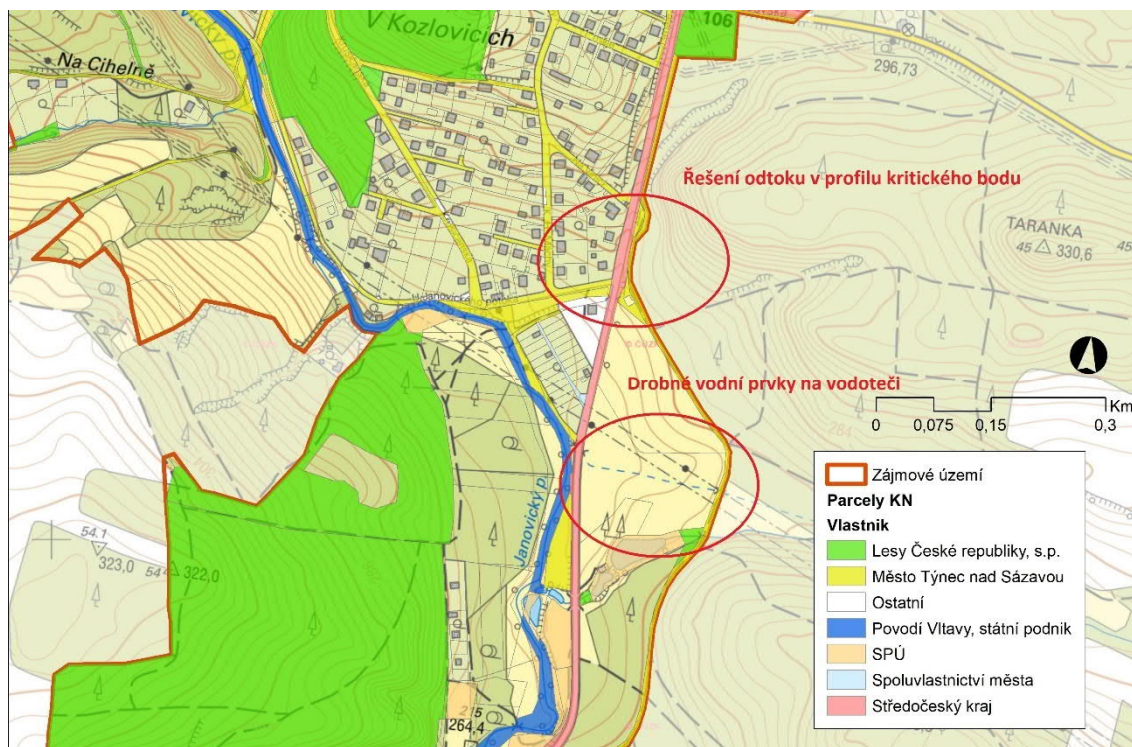 106
V Kozlovicích
Na Cihelně
296,73
Řešení odtoku v profilu kritického bodu
TARANKA
45 330,6
Drobné vodní prvky na vodoteči
Km
0 0,075 0,15 0,3
284
Zájmové území
Parcely KN
Vlastník
Lesy České republiky, s.p.
Město Týnec nad Sázavou
Ostatní
Povodí Vltavy, státní podnik
SPÚ
Spoluvlastnictví města
Středočeský kraj
Janovický p.
54.1
323,0
322,0
264,4